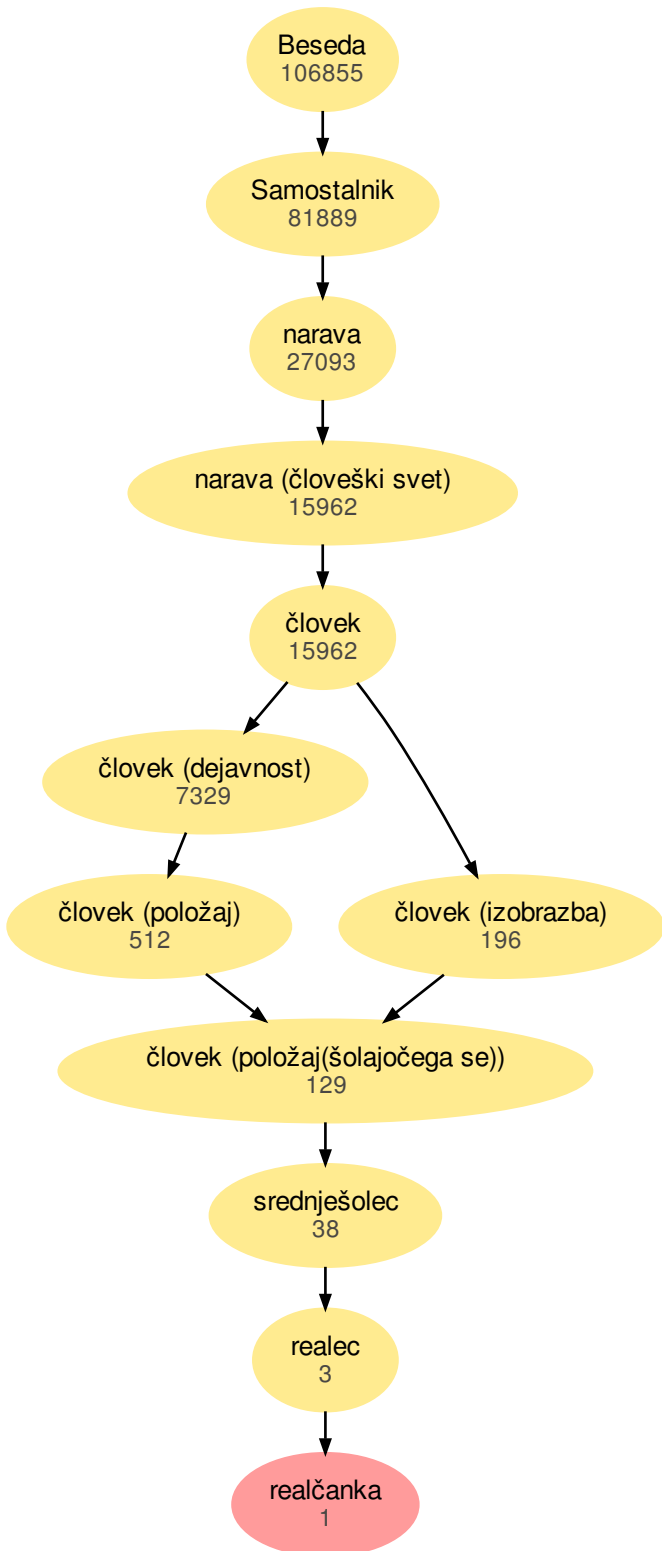 Beseda
106855
Samostalnik
81889
narava
27093
narava (človeški svet)
15962
človek
15962
človek (dejavnost)
7329
človek (položaj)
512
človek (izobrazba)
196
človek (položaj(šolajočega se))
129
srednješolec
38
realec
3
realčanka
1